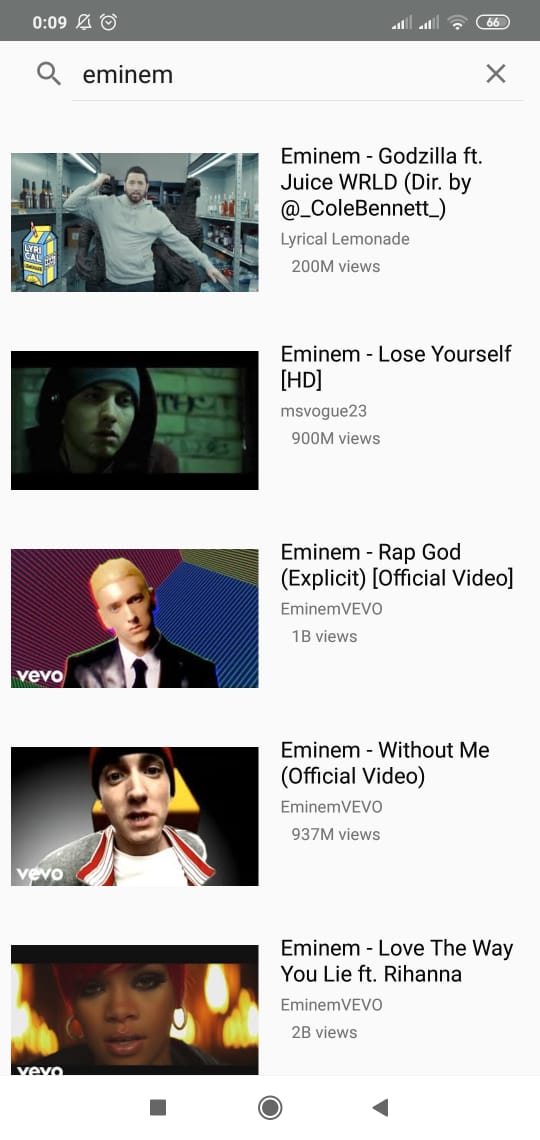 0:09
66
eminem
Eminem - Godzilla ft.
Juice WRLD (Dir. by
@_ColeBennett_)
Lyrical Lemonade
200M views
LYRI
CAL
LEMONADE
Eminem - Lose Yourself
[HD]
msvogue23
900M views
Eminem - Rap God
(Explicit) [Official Video]
EminemVEVO
1B views
vevo
Eminem - Without Me
(Official Video)
EminemVEVO
937M views
vevo
Eminem - Love The Way
You Lie ft. Rihanna
EminemVEVO
2B views
vevo